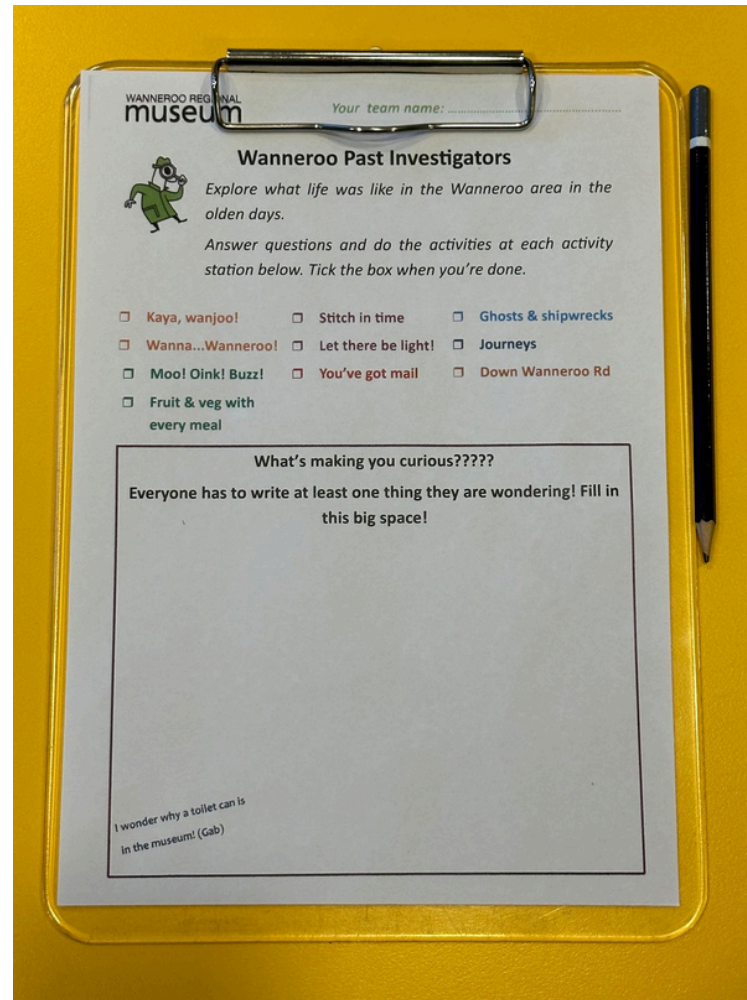 WANNEROO REGIONAL
museum
Your team name: ........................................
Wanneroo Past Investigators
Explore what life was like in the Wanneroo area in the
olden days.
Answer questions and do the activities at each activity
station below. Tick the box when you're done.
Kaya, wanjoo!
Wanna...Wanneroo!
Moo! Oink! Buzz!
Fruit & veg with
every meal
Stitch in time
Let there be light!
You've got mail
Ghosts & shipwrecks
Journeys
Down Wanneroo Rd
What's making you curious?????
Everyone has to write at least one thing they are wondering! Fill in
this big space!
I wonder why a toilet can is
in the museum! (Gab)